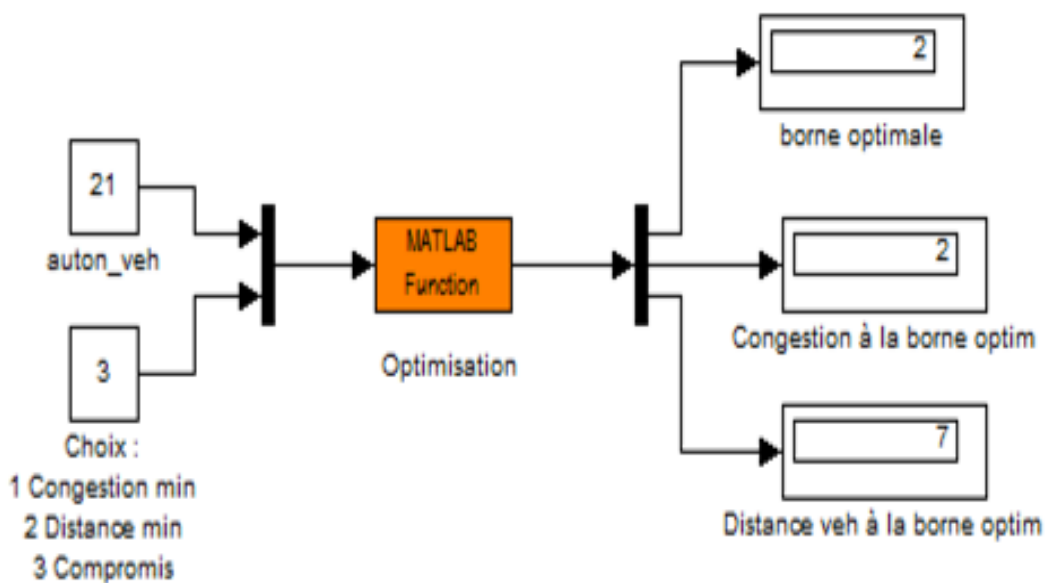 21
auton_veh
3
Choix :
1 Congestion min
2 Distance min
3 Compromis
MATLAB
Function
Optimisation
2
borne optimale
2
Congestion à la borne optim
7
Distance veh à la borne optim